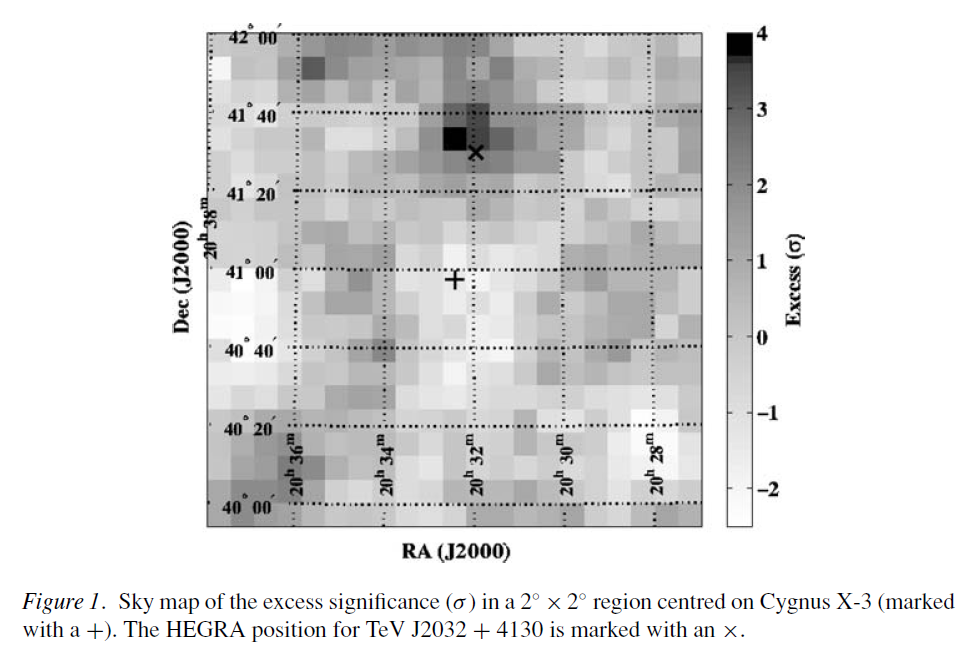 42° 00′
41° 40′
41° 20′
41° 00′
40° 40′
40° 20′
40° 00′
20h 38m
20h 36m
20h 34m
20h 32m
20h 30m
20h 28m
Dec (J2000)
RA (J2000)
4
3
2
1
0
−1
−2
Excess (σ)
Figure 1. Sky map of the excess significance (σ) in a 2° × 2° region centred on Cygnus X-3 (marked
with a +). The HEGRA position for TeV J2032 + 4130 is marked with an ×.